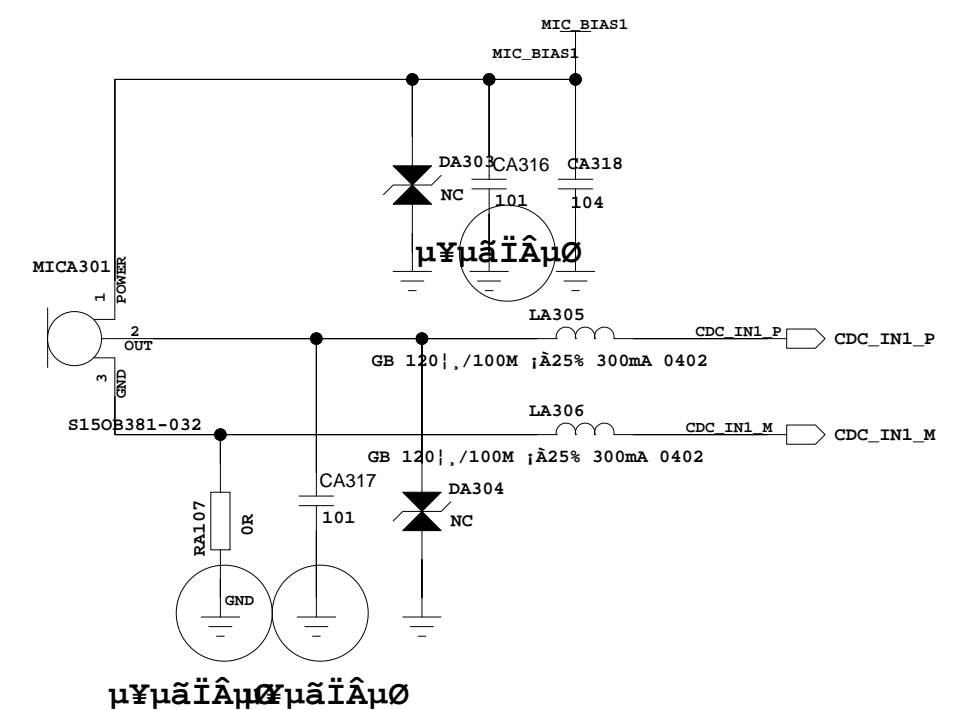 MIC_BIAS1
MIC_BIAS1
DA303
CA316
CA318
NC
101
104
µ¥µãÏÂµØ
MICA301
1
POWER
LA305
2
OUT
CDC_IN1_P
CDC_IN1_P
GB 120¦¸/100M ¡À25% 300mA 0402
3
GND
LA306
S15OB381-032
CDC_IN1_M
CDC_IN1_M
GB 120¦¸/100M ¡À25% 300mA 0402
CA317
DA304
RA107
0R
101
NC
GND
µ¥µãÏÂµØ
µ¥µãÏÂµØ